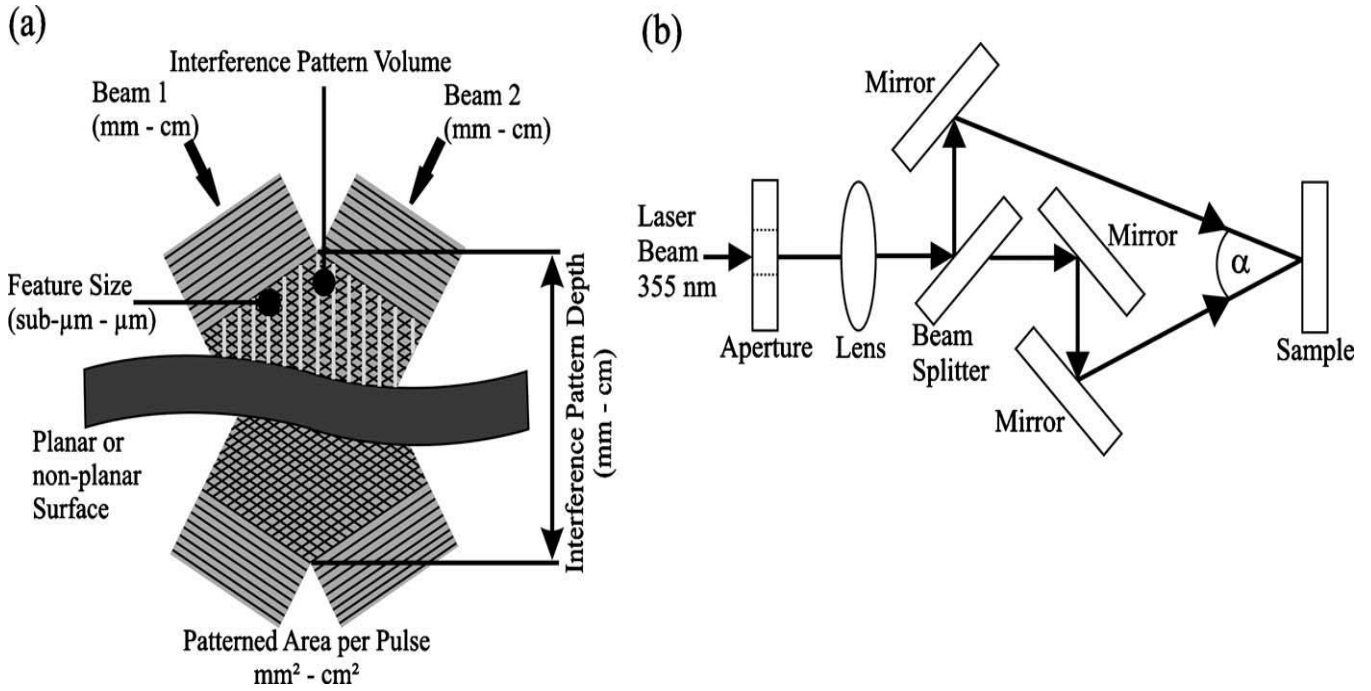 (a)
Interference Pattern Volume
Beam 1
(mm - cm)
Beam 2
(mm - cm)
Feature Size
(sub-µm - µm)
Interference Pattern Depth
(mm - cm)
Planar or
non-planar
Surface
Patterned Area per Pulse
mm² - cm²
(b)
Mirror
Laser
Beam
355 nm
Mirror
α
Aperture
Lens
Beam
Splitter
Sample
Mirror